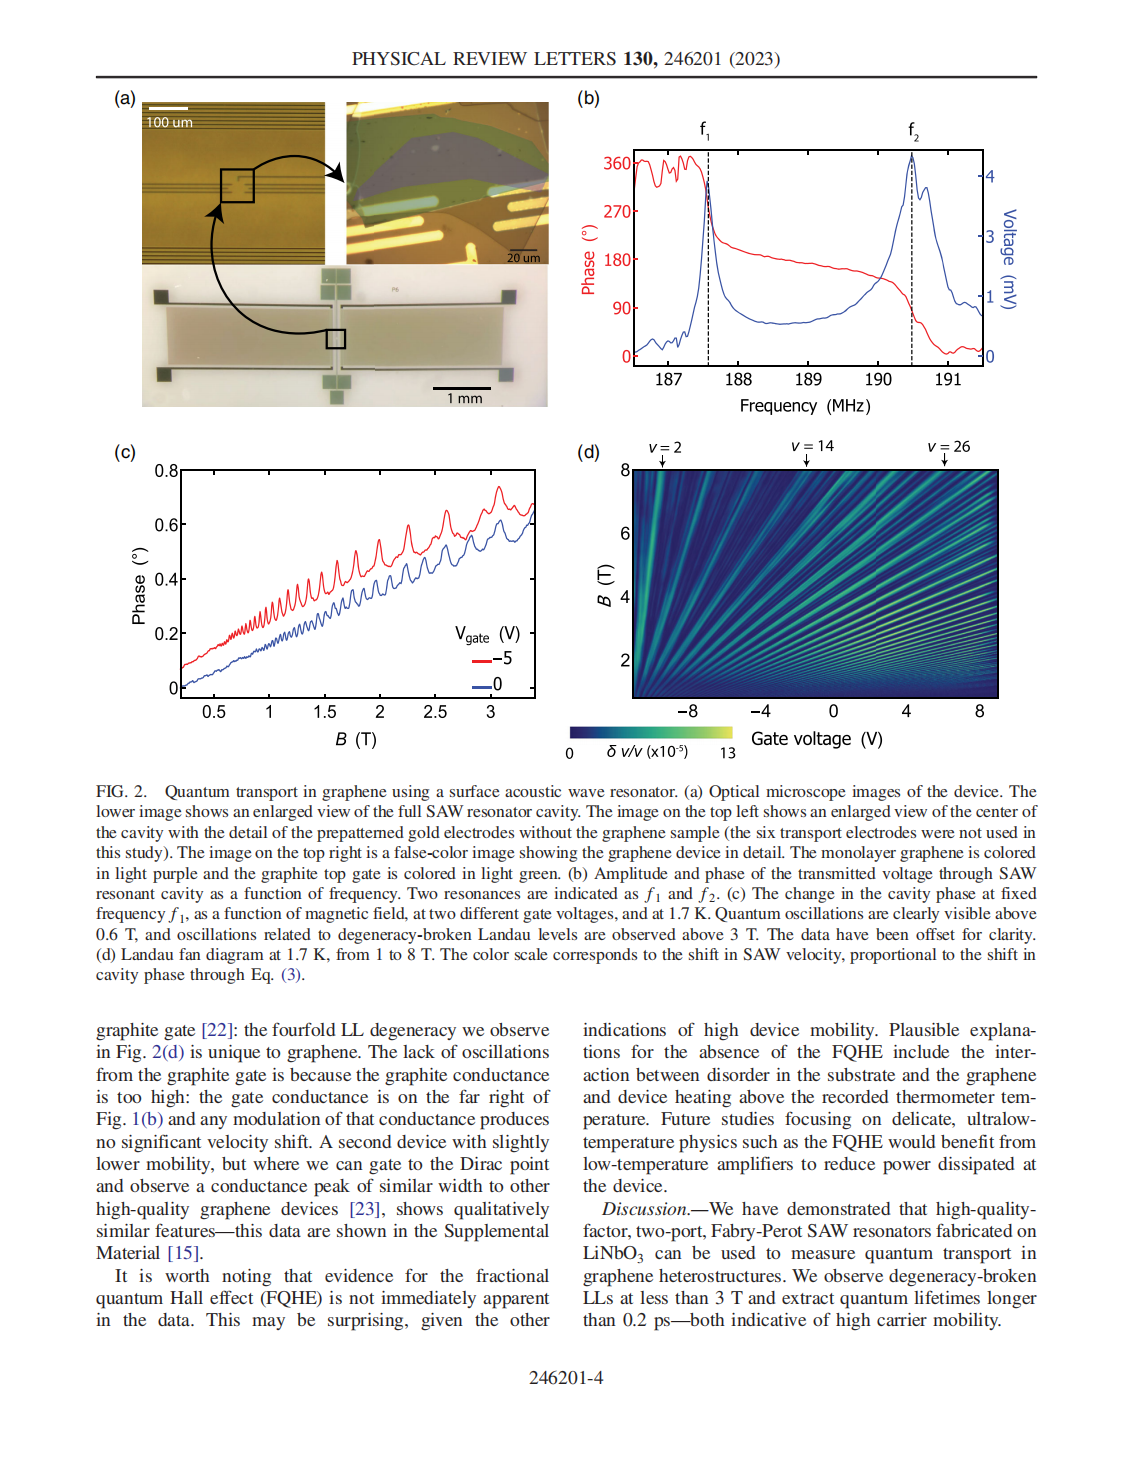 PHYSICAL REVIEW LETTERS 130, 246201 (2023)
(a)
100 um
20 um
P6
1 mm
(b)
f1
f2
360
270
180
90
0
Phase (°)
4
3
1
0
Voltage (mV)
187 188 189 190 191
Frequency (MHz)
(c)
0.8
0.6
0.4
0.2
0
Phase (°)
Vgate (V)
−5
0
0.5 1 1.5 2 2.5 3
B (T)
(d)
ν = 2 ν = 14 ν = 26
8
6
4
2
B (T)
−8 −4 0 4 8
Gate voltage (V)
0 δ v/v (x10-5) 13
FIG. 2. Quantum transport in graphene using a surface acoustic wave resonator. (a) Optical microscope images of the device. The
lower image shows an enlarged view of the full SAW resonator cavity. The image on the top left shows an enlarged view of the center of
the cavity with the detail of the prepatterned gold electrodes without the graphene sample (the six transport electrodes were not used in
this study). The image on the top right is a false-color image showing the graphene device in detail. The monolayer graphene is colored
in light purple and the graphite top gate is colored in light green. (b) Amplitude and phase of the transmitted voltage through SAW
resonant cavity as a function of frequency. Two resonances are indicated as f1 and f2. (c) The change in the cavity phase at fixed
frequency f1, as a function of magnetic field, at two different gate voltages, and at 1.7 K. Quantum oscillations are clearly visible above
0.6 T, and oscillations related to degeneracy-broken Landau levels are observed above 3 T. The data have been offset for clarity.
(d) Landau fan diagram at 1.7 K, from 1 to 8 T. The color scale corresponds to the shift in SAW velocity, proportional to the shift in
cavity phase through Eq. (3).
graphite gate [22]: the fourfold LL degeneracy we observe
in Fig. 2(d) is unique to graphene. The lack of oscillations
from the graphite gate is because the graphite conductance
is too high: the gate conductance is on the far right of
Fig. 1(b) and any modulation of that conductance produces
no significant velocity shift. A second device with slightly
lower mobility, but where we can gate to the Dirac point
and observe a conductance peak of similar width to other
high-quality graphene devices [23], shows qualitatively
similar features—this data are shown in the Supplemental
Material [15].
It is worth noting that evidence for the fractional
quantum Hall effect (FQHE) is not immediately apparent
in the data. This may be surprising, given the other
indications of high device mobility. Plausible explana-
tions for the absence of the FQHE include the inter-
action between disorder in the substrate and the graphene
and device heating above the recorded thermometer tem-
perature. Future studies focusing on delicate, ultralow-
temperature physics such as the FQHE would benefit from
low-temperature amplifiers to reduce power dissipated at
the device.
Discussion.—We have demonstrated that high-quality-
factor, two-port, Fabry-Perot SAW resonators fabricated on
LiNbO3 can be used to measure quantum transport in
graphene heterostructures. We observe degeneracy-broken
LLs at less than 3 T and extract quantum lifetimes longer
than 0.2 ps—both indicative of high carrier mobility.
246201-4